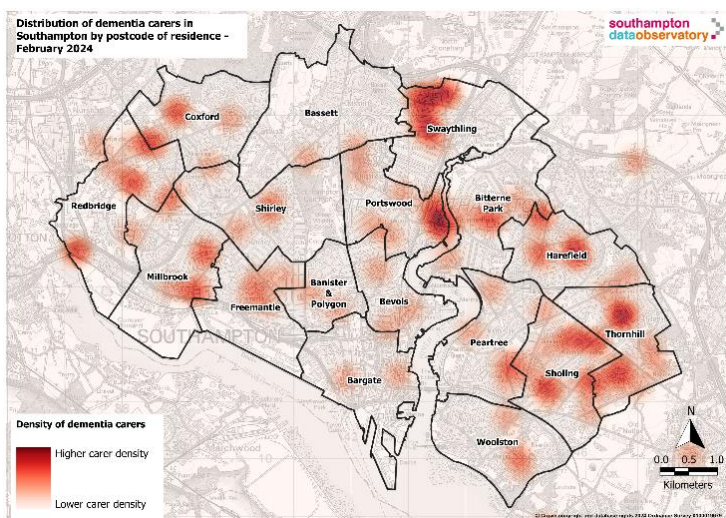 Distribution of dementia carers in
Southampton by postcode of residence -
February 2024
southampton
dataobservatory
Coxford
Bassett
Swaythling
Redbridge
Shirley
Portswood
Bitterne
Park
Harefield
Millbrook
Freemantle
Banister
&
Polygon
Bevois
SOUTHAMPTON
Peartree
Thornhill
Sholing
Bargate
Woolston
Density of dementia carers
Higher carer density
Lower carer density
N
0.0 0.5 1.0
Kilometers